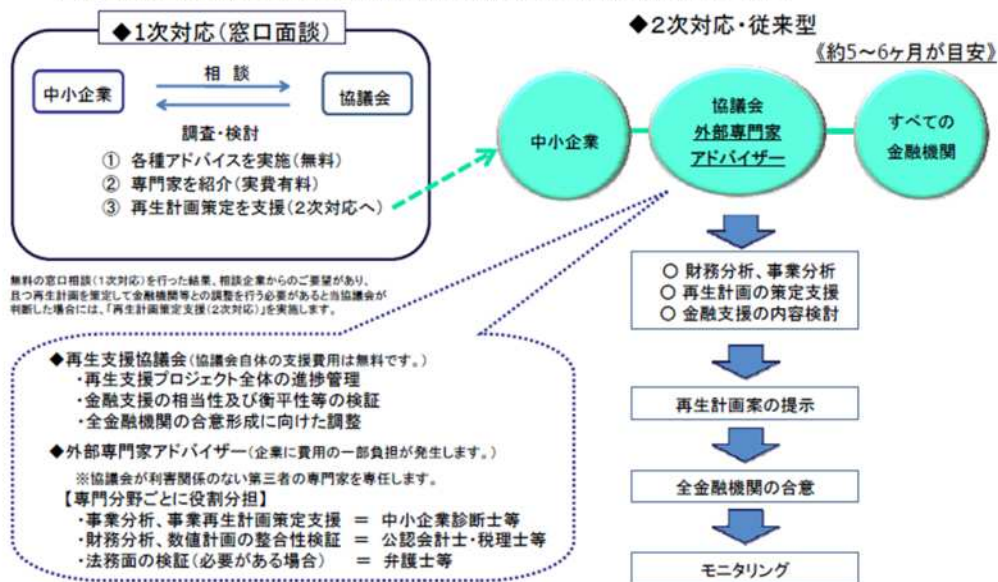 ◆1次対応(窓口面談)
相 談
中小企業
協議会
調査・検討
① 各種アドバイスを実施(無料)
② 専門家を紹介(実費有料)
③ 再生計画策定を支援(2次対応へ)
無料の窓口相談(1次対応)を行った結果、相談企業からのご要望があり、
且つ再生計画を策定して金融機関等との調整を行う必要があると当協議会が
判断した場合には、「再生計画策定支援(2次対応)」を実施します。
◆2次対応・従来型
《約5~6ヶ月が目安》
中小企業
協議会
外部専門家
アドバイザー
すべての
金融機関
○ 財務分析、事業分析
○ 再生計画の策定支援
○ 金融支援の内容検討
再生計画案の提示
全金融機関の合意
モニタリング
◆再生支援協議会(協議会自体の支援費用は無料です。)
・再生支援プロジェクト全体の進捗管理
・金融支援の相当性及び衡平性等の検証
・全金融機関の合意形成に向けた調整
◆外部専門家アドバイザー(企業に費用の一部負担が発生します。)
※協議会が利害関係のない第三者の専門家を専任します。
【専門分野ごとに役割分担】
・事業分析、事業再生計画策定支援 = 中小企業診断士等
・財務分析、数値計画の整合性検証 = 公認会計士・税理士等
・法務面の検証(必要がある場合) = 弁護士等